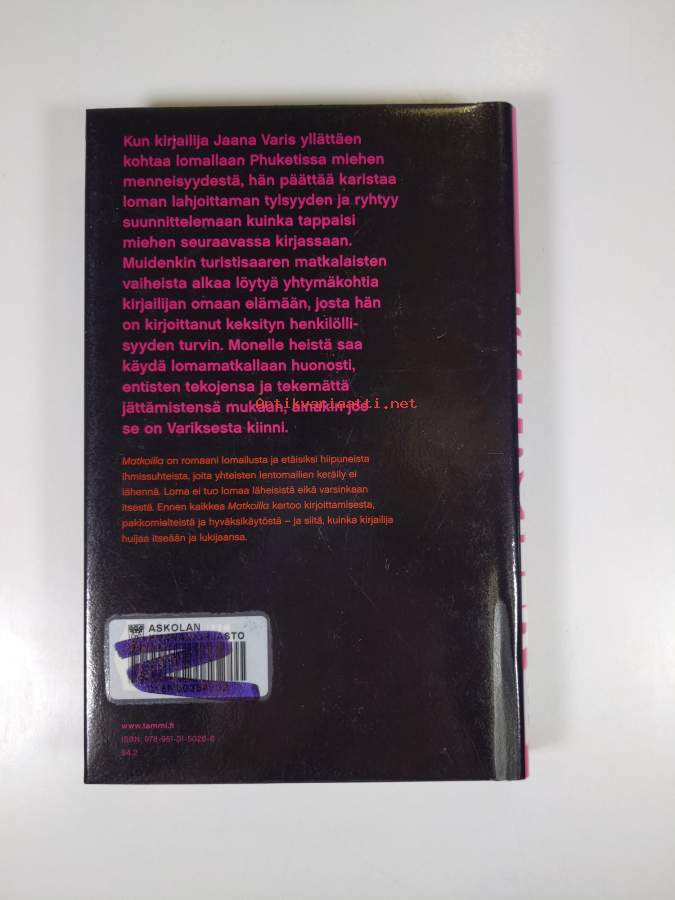 Kun kirjailija Jaana Varis yllättäen
kohtaa lomallaan Phuketissa miehen
menneisyydestä, hän päättää karistaa
loman lahjoittaman tylsyyden ja ryhtyy
suunnittelemaan kuinka tappaisi
miehen seuraavassa kirjassaan.
Muidenkin turistisaaren matkalaisten
vaiheista alkaa löytyä yhtymäkohtia
kirjailijan omaan elämään, josta hän
on kirjoittanut keksityn henkilölli-
syyden turvin. Monelle heistä saa
käydä lomamatkallaan huonosti,
entisten tekojensa ja tekemättä
jättämistensä mukaan,
Antikvariaatti.net
se on Variksesta kiinni.
Matkoilla on romaani lomailusta ja etäisiksi hiipuneista
ihmissuhteista, joita yhteisten lentomailien keräily ei
lähennä. Loma ei tuo lomaa läheisistä eikä varsinkaan
itsestä. Ennen kaikkea Matkoilla kertoo kirjoittamisesta,
pakkomielteistä ja hyväksikäytöstä – ja siitä, kuinka kirjailija
huijaa itseään ja lukijaansa.
ASKOLAN
www.tammi.fi
ISBN: 978-951-31-5026-6
84.2